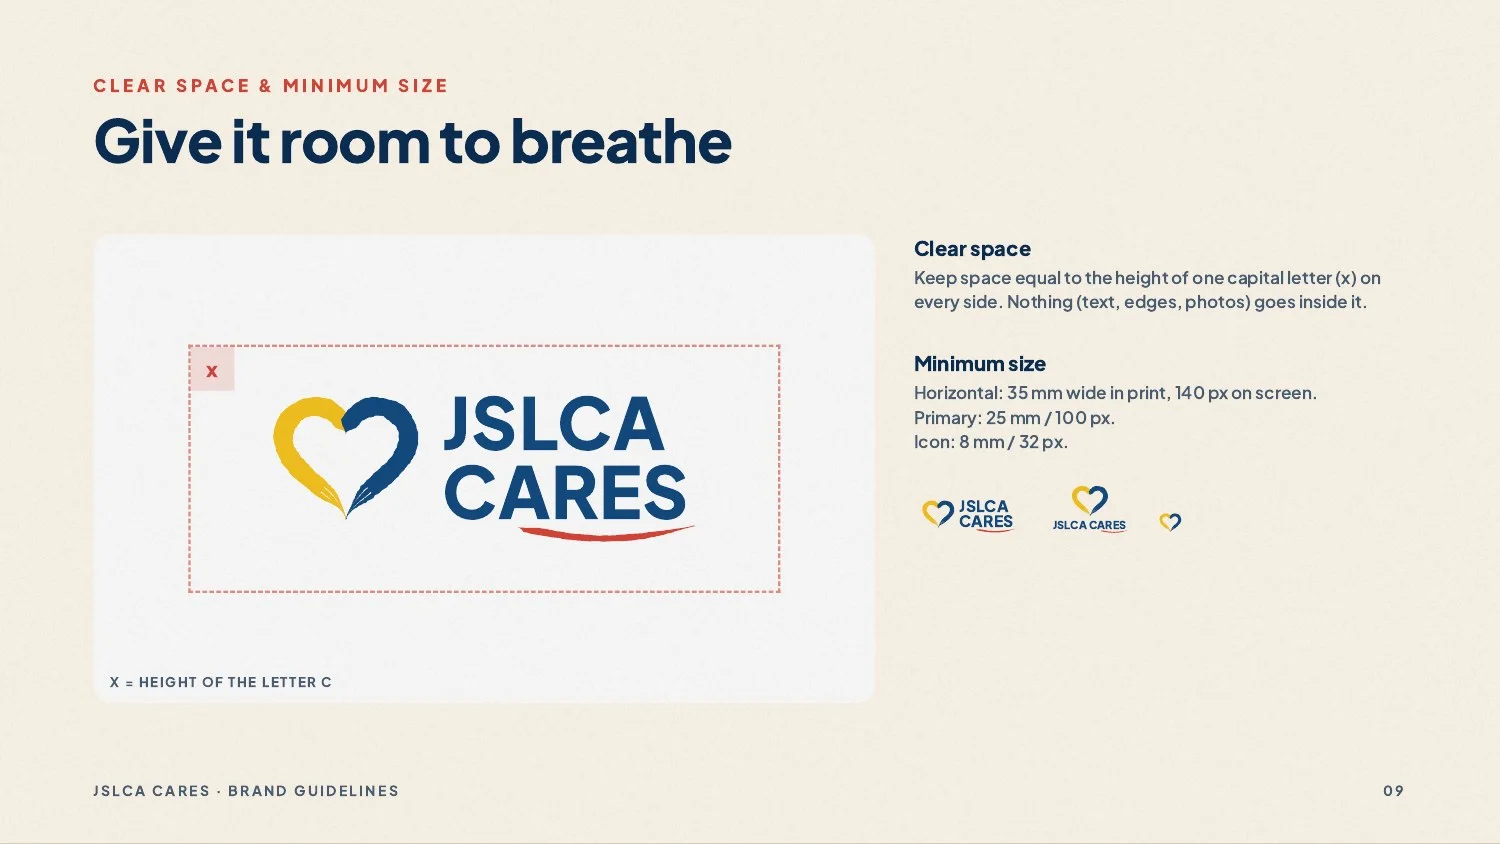 CLEAR SPACE & MINIMUM SIZE
Give it room to breathe
x
JSLCA
CARES
X = HEIGHT OF THE LETTER C
Clear space
Keep space equal to the height of one capital letter (x) on
every side. Nothing (text, edges, photos) goes inside it.
Minimum size
Horizontal: 35 mm wide in print, 140 px on screen.
Primary: 25 mm / 100 px.
Icon: 8 mm / 32 px.
JSLCA
CARES
JSLCA CARES
JSLCA CARES · BRAND GUIDELINES
09